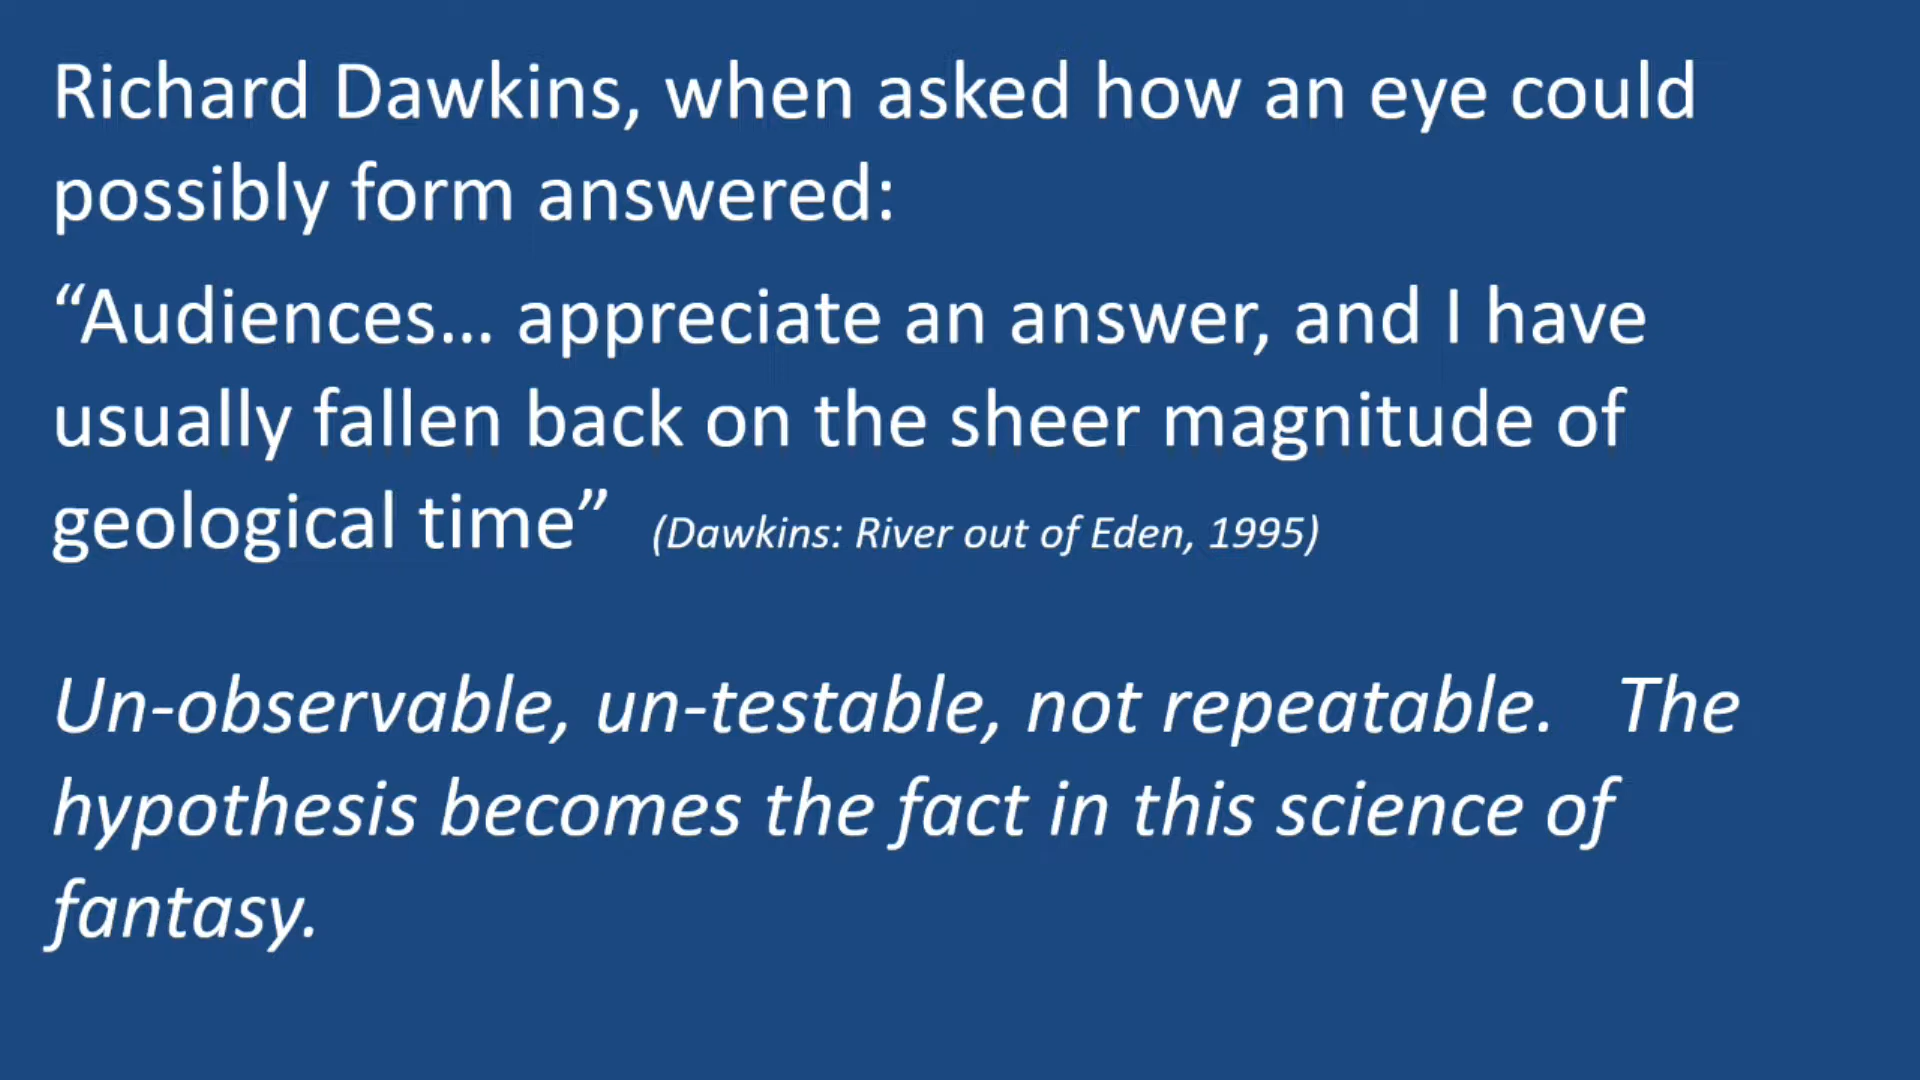 Richard Dawkins, when asked how an eye could
possibly form answered:
“Audiences... appreciate an answer, and I have
usually fallen back on the sheer magnitude of
geological time” (Dawkins: River out of Eden, 1995)
Un-observable, un-testable, not repeatable. The
hypothesis becomes the fact in this science of
fantasy.